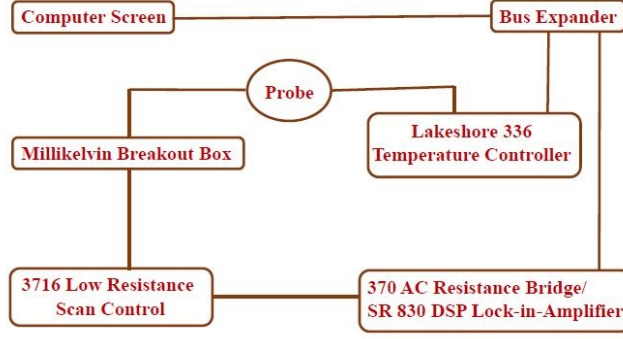 Computer Screen
Bus Expander
Probe
Lakeshore 336
Temperature Controller
Millikelvin Breakout Box
3716 Low Resistance
Scan Control
370 AC Resistance Bridge/
SR 830 DSP Lock-in-Amplifier